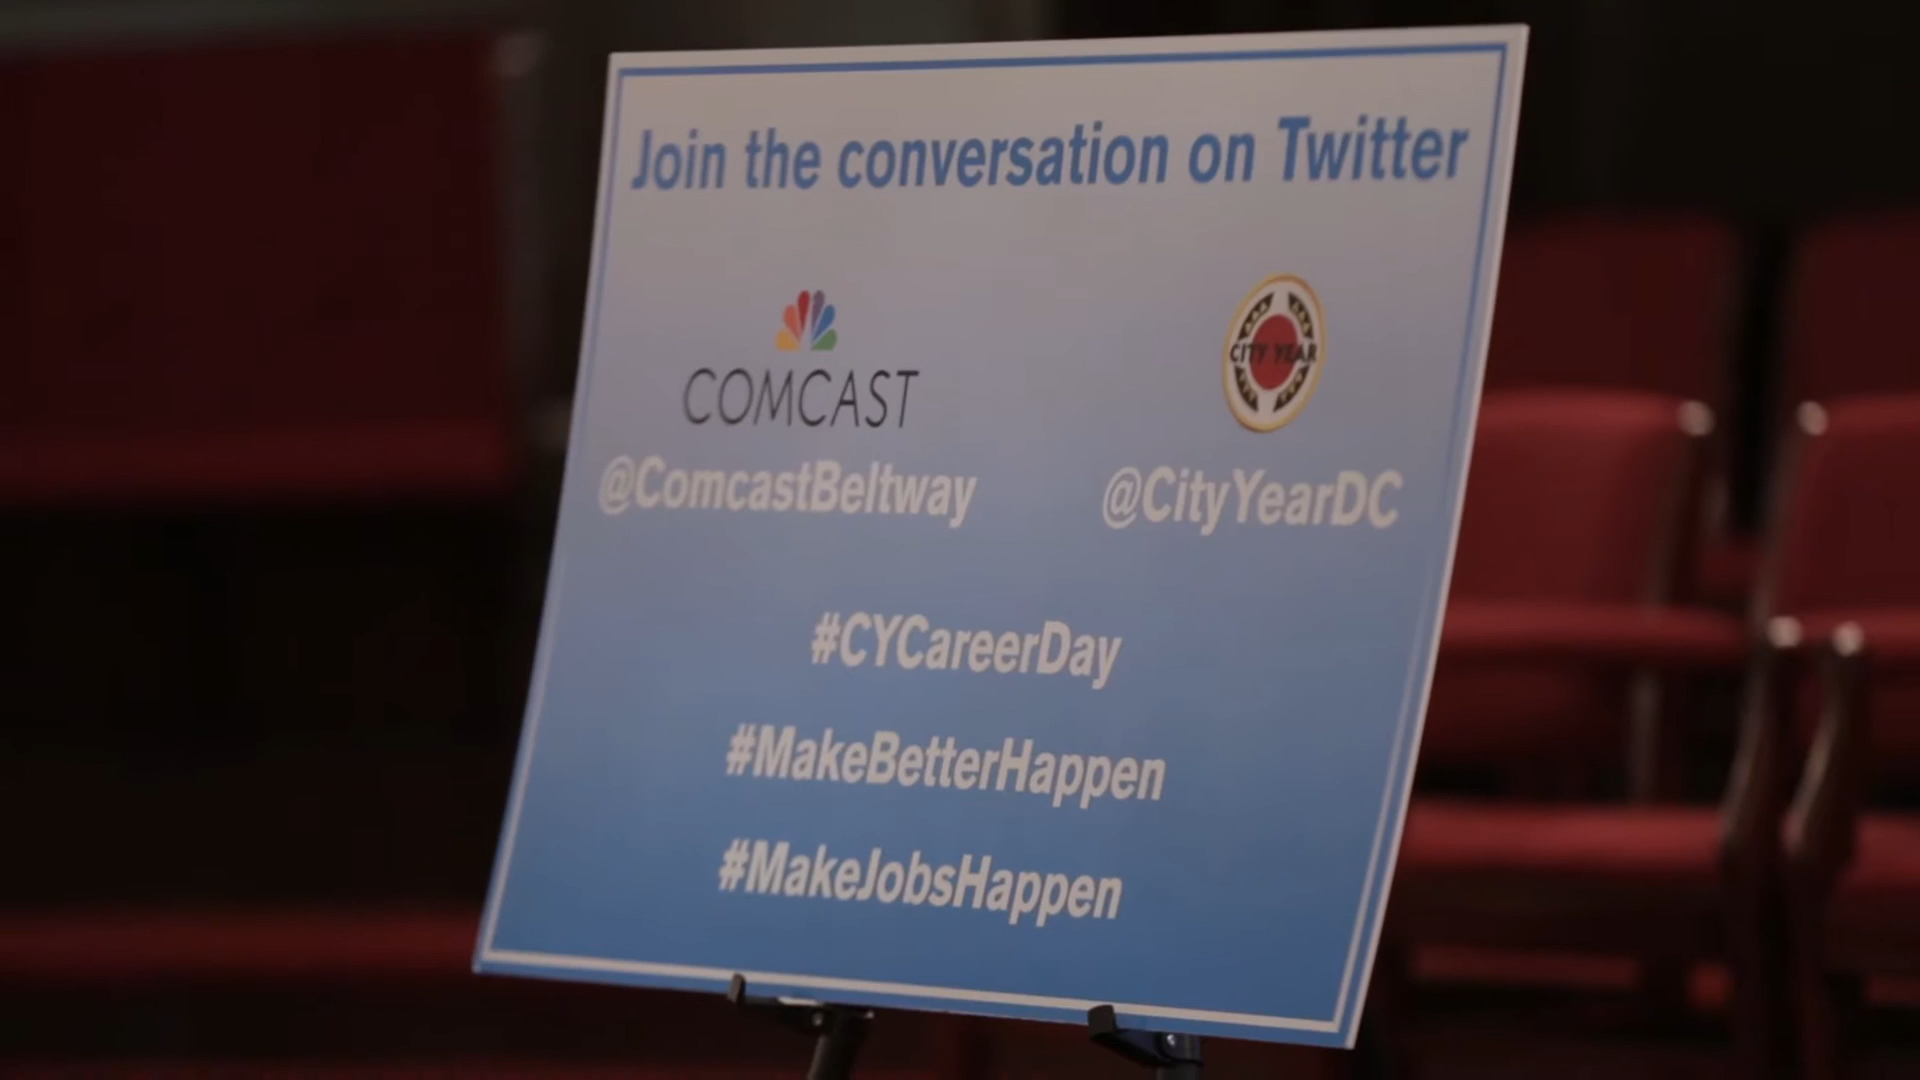 Join the conversation on Twitter
COMCAST
CITY YEAR
@ComcastBeltway
@CityYearDC
#CYCareerDay
#MakeBetterHappen
#MakeJobsHappen